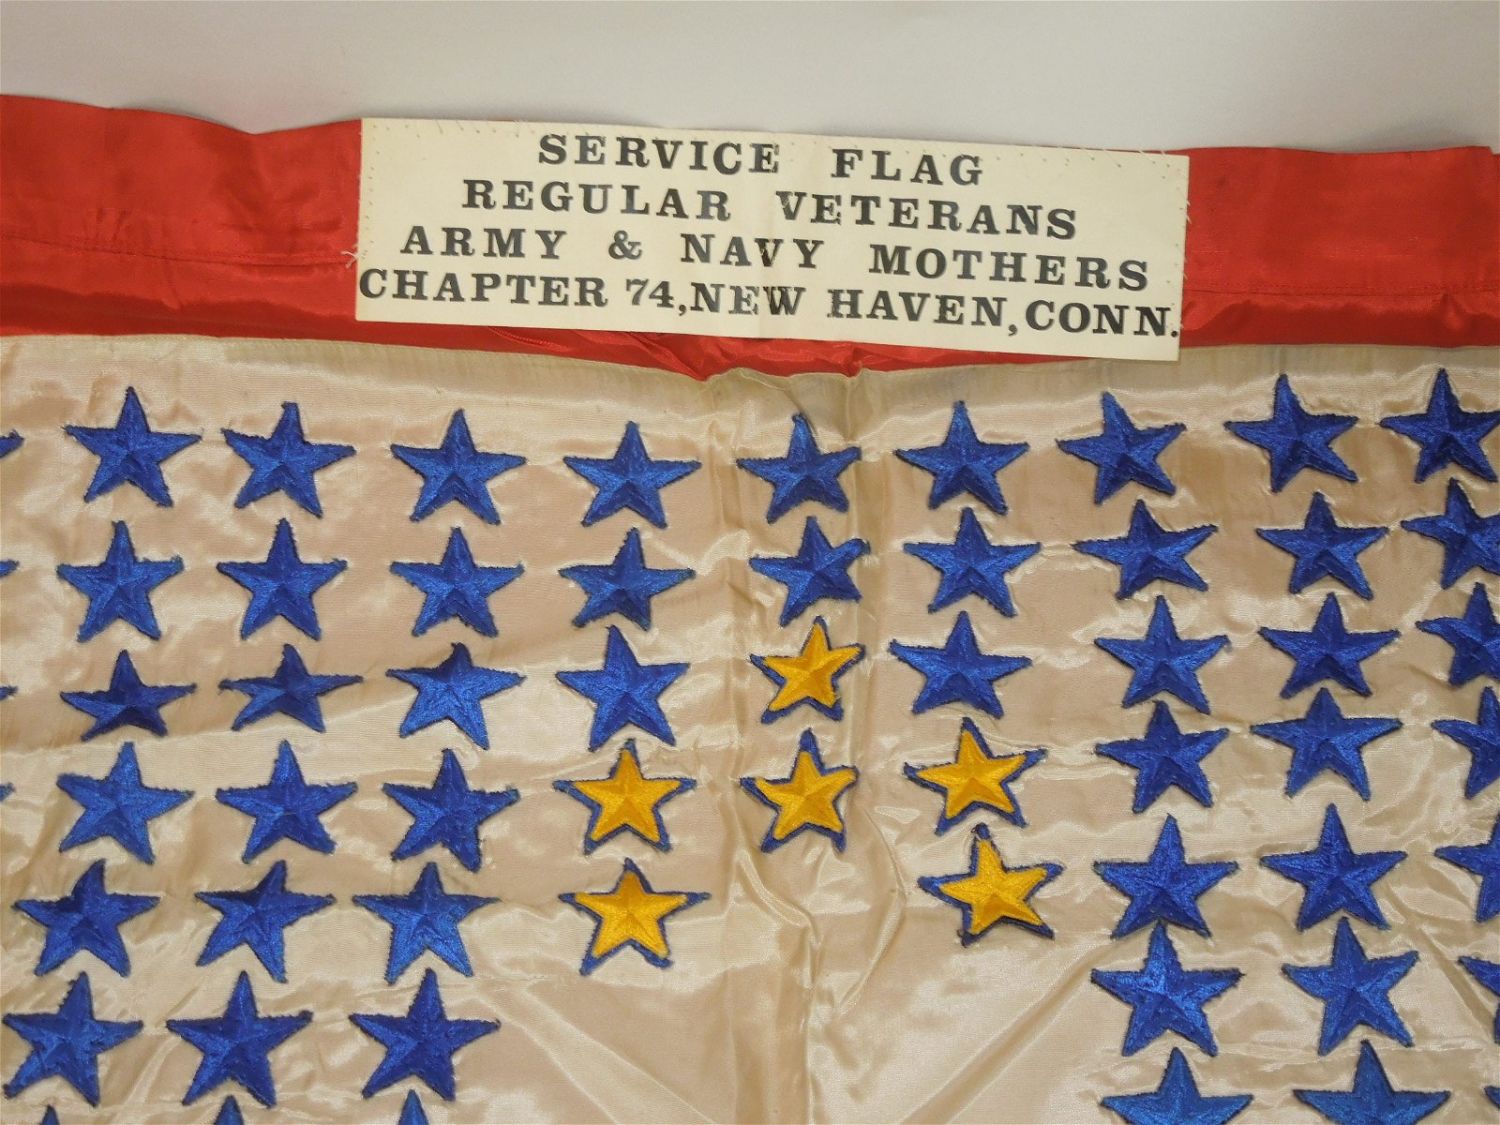 SERVICE FLAG
REGULAR VETERANS
ARMY & NAVY MOTHERS
CHAPTER 74, NEW HAVEN, CONN.